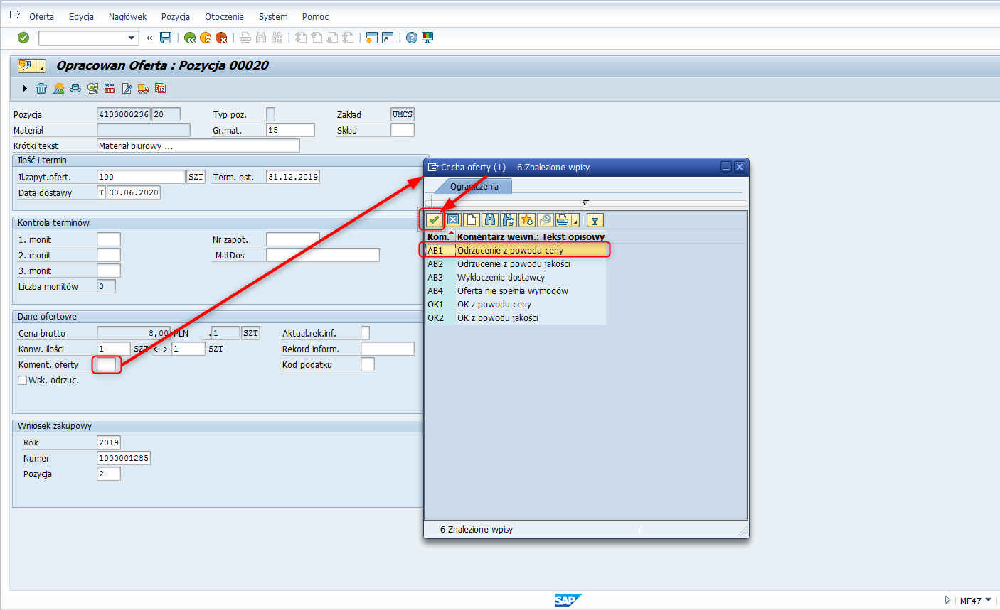 Oferta Edycja Nagłówek Pozycja Otoczenie System Pomoc
Opracowan Oferta : Pozycja 00020
Pozycja 4100000236 20 Typ poz. Zakład UMCS
Materiał Gr.mat. 15 Skład
Krótki tekst Materiał biurowy ...
Ilość i termin
Il.zapyt.ofert. 100 SZT Term. ost. 31.12.2019
Data dostawy T 30.06.2020
Kontrola terminów
1. monit Nr zapot.
2. monit MatDos
3. monit
Liczba monitów 0
Dane ofertowe
Cena brutto 8,00 PLN .1 SZT Aktual.rek.inf.
Konw. ilości 1 SZT <-> 1 SZT Rekord inform.
Koment. oferty Kod podatku
Wsk. odrzuc.
Wniosek zakupowy
Rok 2019
Numer 1000001285
Pozycja 2
Cecha oferty (1) 6 Znalezione wpisy
Ograniczenia
Kom. Komentarz wewn.: Tekst opisowy
AB1 Odrzucenie z powodu ceny
AB2 Odrzucenie z powodu jakości
AB3 Wykluczenie dostawcy
AB4 Oferta nie spełnia wymogów
OK1 OK z powodu ceny
OK2 OK z powodu jakości
6 Znalezione wpisy
SAP ME47